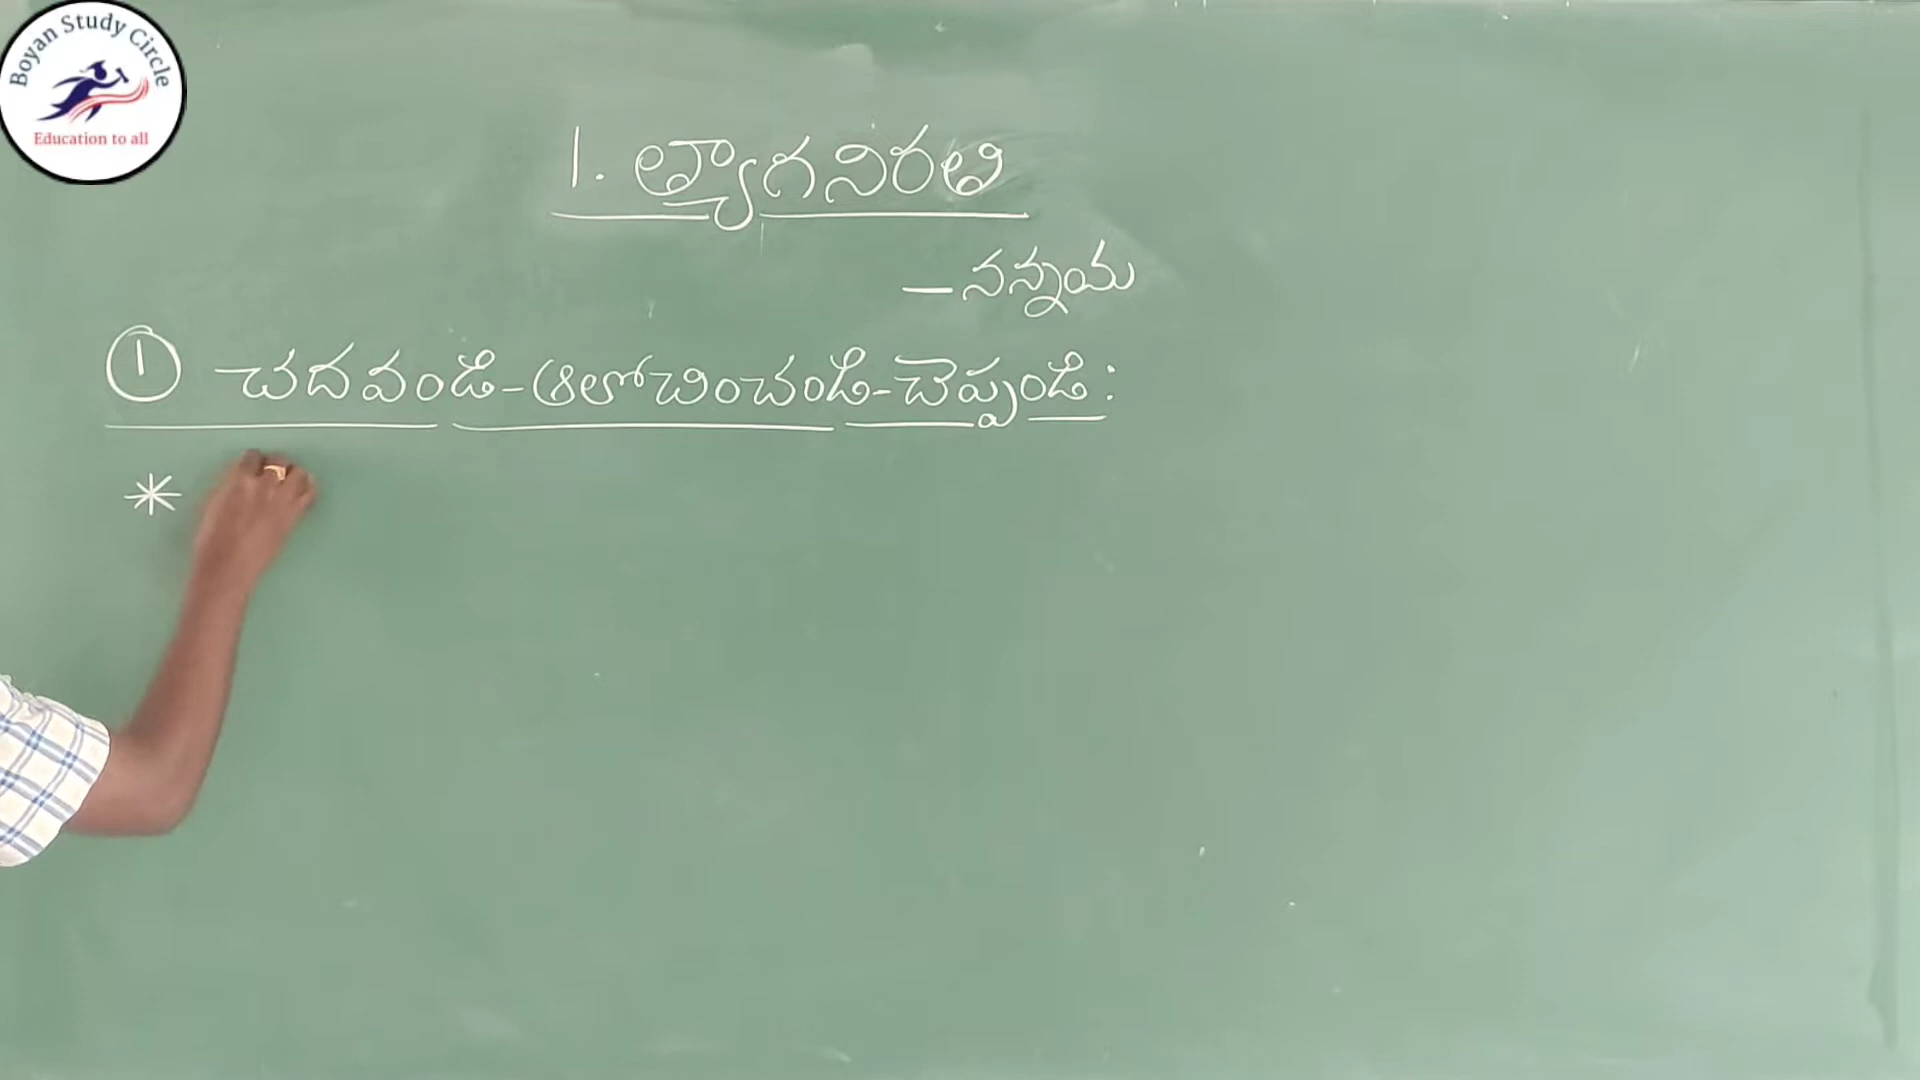 Boyan Study Circle
Education to all
1. త్యాగనిరతి
– నన్నయ
① చదవండి-ఆలోచించండి-చెప్పండి:
*